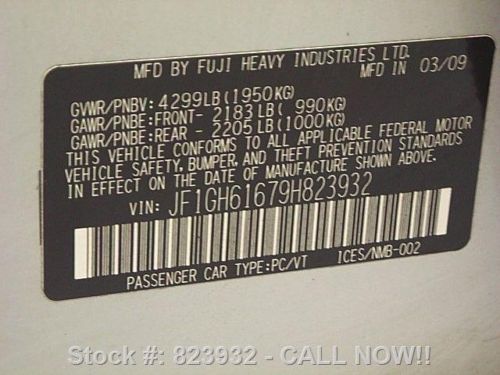 MFD BY FUJI HEAVY INDUSTRIES LTD.
MFD IN 03/09
GVWR/PNBV: 4299LB(1950KG)
GAWR/PNBE:FRONT- 2183LB( 990KG)
GAWR/PNBE:REAR - 2205LB(1000KG)
THIS VEHICLE CONFORMS TO ALL APPLICABLE FEDERAL MOTOR
VEHICLE SAFETY, BUMPER, AND THEFT PREVENTION STANDARDS
IN EFFECT ON THE DATE OF MANUFACTURE SHOWN ABOVE.
VIN: JF1GH61679H823932
PASSENGER CAR TYPE:PC/VT ICES/NMB-002
Stock #: 823932 - CALL NOW!!